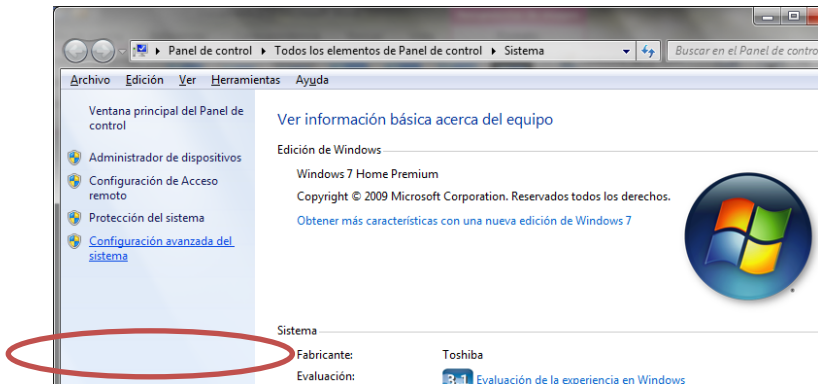 Panel de control Todos los elementos de Panel de control Sistema Buscar en el Panel de contro
Archivo Edición Ver Herramientas Ayuda
Ventana principal del Panel de
control
Administrador de dispositivos
Configuración de Acceso
remoto
Protección del sistema
Configuración avanzada del
sistema
Ver información básica acerca del equipo
Edición de Windows
Windows 7 Home Premium
Copyright © 2009 Microsoft Corporation. Reservados todos los derechos.
Obtener más características con una nueva edición de Windows 7
Sistema
Fabricante: Toshiba
Evaluación: 3,1 Evaluación de la experiencia en Windows